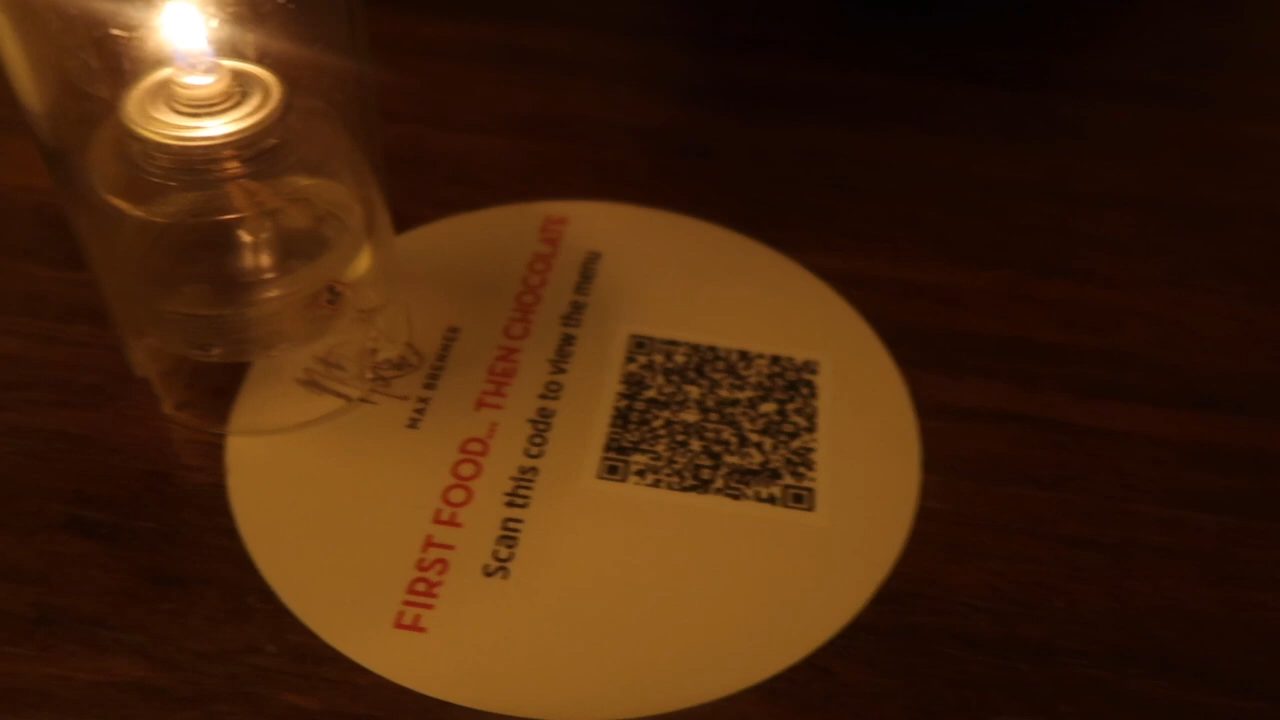 MAX BRENNER
FIRST FOOD... THEN CHOCOLATE
Scan this code to view the menu